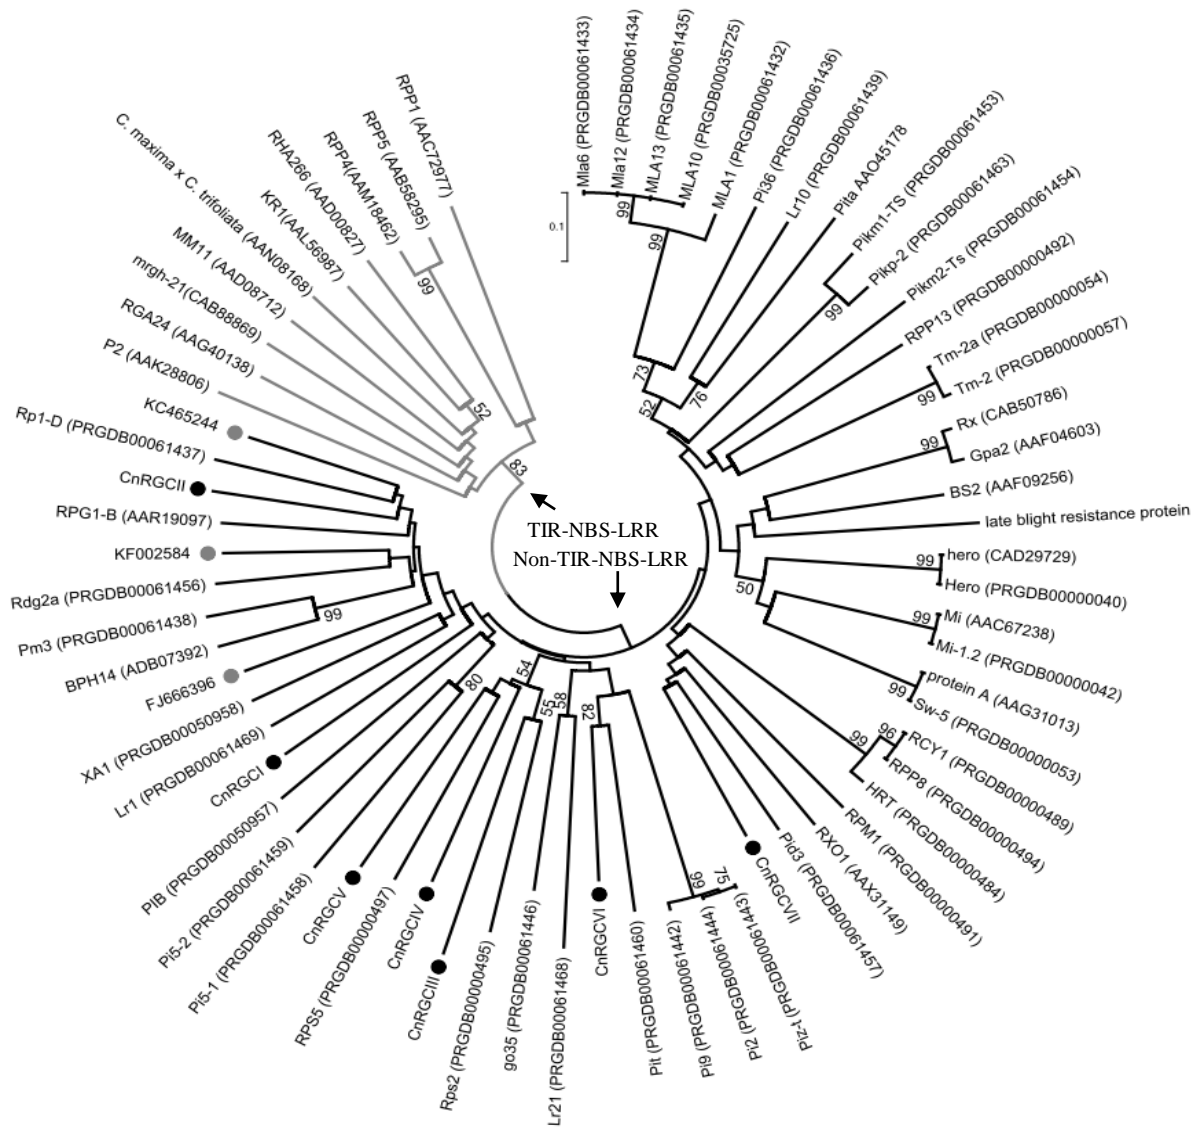 Mla6 (PRGDB00061433)
Mla12 (PRGDB00061434)
MLA13 (PRGDB00061435)
MLA10 (PRGDB00035725)
MLA1 (PRGDB00061432)
Pi36 (PRGDB00061436)
Lr10 (PRGDB00061439)
Pita AAO45178
Pikm1-TS (PRGDB00061453)
Pikp-2 (PRGDB00061463)
Pikm2-Ts (PRGDB00061454)
RPP13 (PRGDB00000492)
Tm-2a (PRGDB00000054)
Tm-2 (PRGDB00000057)
Rx (CAB50786)
Gpa2 (AAF04603)
BS2 (AAF09256)
late blight resistance protein
hero (CAD29729)
Hero (PRGDB00000040)
Mi (AAC67238)
Mi-1.2 (PRGDB00000042)
protein A (AAG31013)
Sw-5 (PRGDB00000053)
RCY1 (PRGDB00000489)
RPP8 (PRGDB00000494)
HRT (PRGDB00000484)
RPM1 (PRGDB00000491)
RXO1 (AAX31149)
Pid3 (PRGDB00061457)
CnRGCVII
Piz-t (PRGDB00061443)
Pi2 (PRGDB00061444)
Pi9 (PRGDB00061442)
Pit (PRGDB00061460)
CnRGCVI
Lr21 (PRGDB00061468)
go35 (PRGDB00061446)
Rps2 (PRGDB00000495)
CnRGCIII
CnRGCIV
RPS5 (PRGDB00000497)
CnRGCV
Pi5-1 (PRGDB00061458)
Pi5-2 (PRGDB00061459)
PIB (PRGDB00050957)
CnRGCI
Lr1 (PRGDB00061469)
XA1 (PRGDB00050958)
FJ666396
BPH14 (ADB07392)
Pm3 (PRGDB00061438)
Rdg2a (PRGDB00061456)
KF002584
RPG1-B (AAR19097)
CnRGCII
Rp1-D (PRGDB00061437)
KC465244
P2 (AAK28806)
RGA24 (AAG40138)
mrgh-21(CAB88869)
MM11 (AAD08712)
C. maxima x C. trifoliata (AAN08168)
KR1(AAL56987)
RHA266 (AAD00827)
RPP4(AAM18462)
RPP5 (AAB58295)
RPP1 (AAC72977)
0.1
99
99
73
52
76
99
99
99
50
99
99
99
96
99
75
99
82
58
55
54
80
99
83
52
99
TIR-NBS-LRR
Non-TIR-NBS-LRR